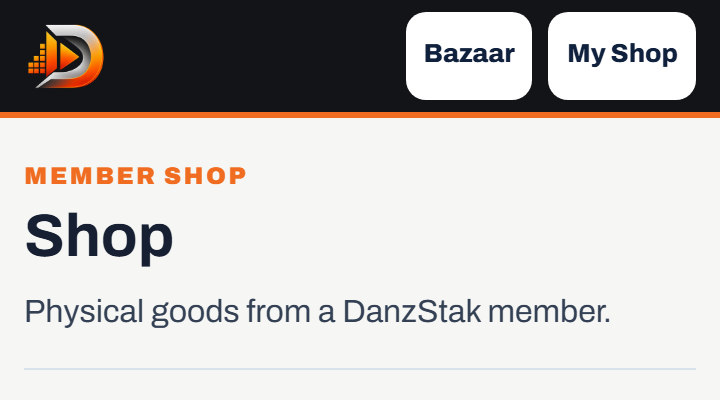 Bazaar
My Shop
MEMBER SHOP
Shop
Physical goods from a DanzStak member.